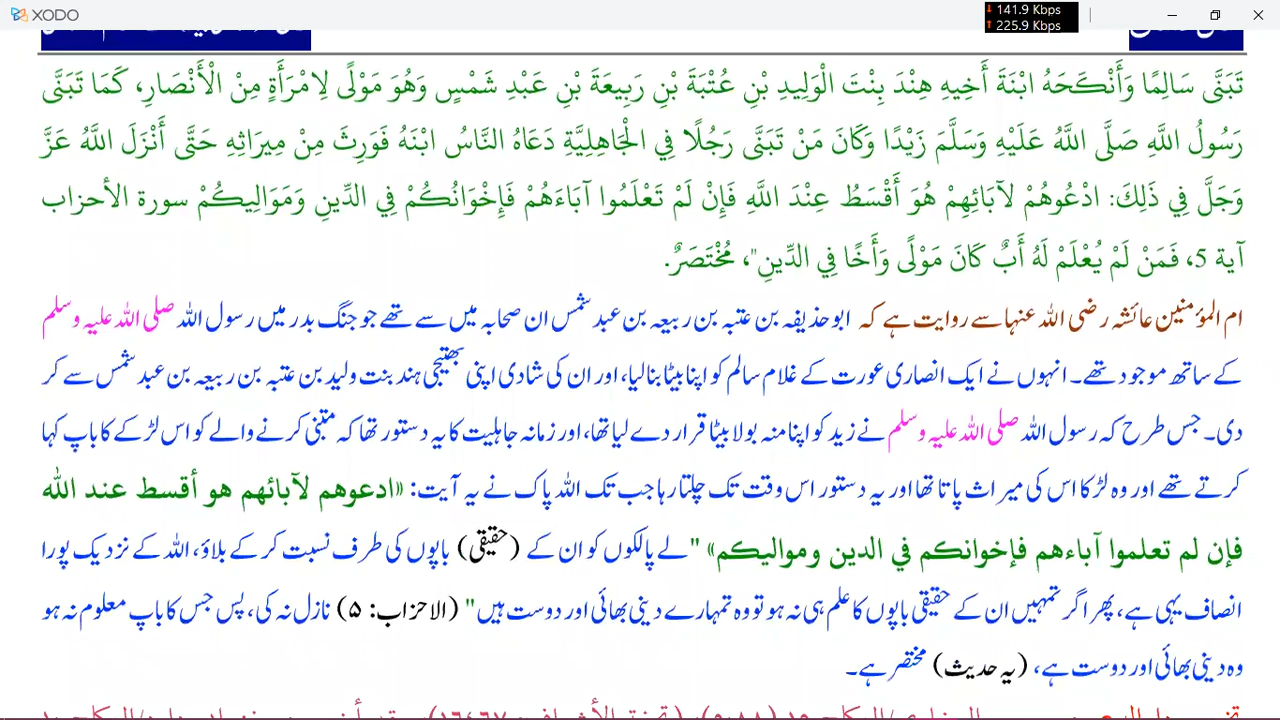 XODO
141.9 Kbps
225.9 Kbps
تَبَنَّى سَالِمًا وَأَنْكَحَهُ ابْنَةَ أَخِيهِ هِنْدَ بِنْتَ الْوَلِيدِ بْنِ عُتْبَةَ بْنِ رَبِيعَةَ بْنِ عَبْدِ شَمْسٍ وَهُوَ مَوْلًى لِامْرَأَةٍ مِنْ الْأَنْصَارِ، كَمَا تَبَنَّى
رَسُولُ اللَّهِ صَلَّى اللَّهُ عَلَيْهِ وَسَلَّمَ زَيْدًا وَكَانَ مَنْ تَبَنَّى رَجُلًا فِي الْجَاهِلِيَّةِ دَعَاهُ النَّاسُ ابْنَهُ فَوَرِثَ مِنْ مِيرَاثِهِ حَتَّى أَنْزَلَ اللَّهُ عَزَّ
وَجَلَّ فِي ذَلِكَ: ادْعُوهُمْ لآبَائِهِمْ هُوَ أَقْسَطُ عِنْدَ اللَّهِ فَإِنْ لَمْ تَعْلَمُوا آبَاءَهُمْ فَإِخْوَانُكُمْ فِي الدِّينِ وَمَوَالِيكُمْ سورة الأحزاب
آية 5، فَمَنْ لَمْ يُعْلَمْ لَهُ أَبٌ كَانَ مَوْلًى وَأَخًا فِي الدِّينِ"، مُخْتَصَرٌ.
ام المؤمنین عائشہ رضی اللہ عنہا سے روایت ہے کہ ابوحذیفہ بن عتبہ بن ربیعہ بن عبد شمس ان صحابہ میں سے تھے جو جنگ بدر میں رسول اللہ صلی اللہ علیہ وسلم
کے ساتھ موجود تھے۔ انہوں نے ایک انصاری عورت کے غلام سالم کو اپنا بیٹا بنا لیا، اور ان کی شادی اپنی بھتیجی ہند بنت ولید بن عتبہ بن ربیعہ بن عبد شمس سے کر
دی۔ جس طرح کہ رسول اللہ صلی اللہ علیہ وسلم نے زید کو اپنا منہ بولا بیٹا قرار دے لیا تھا، اور زمانہ جاہلیت کا یہ دستور تھا کہ متبنی کرنے والے کو اس لڑکے کا باپ کہا
کرتے تھے اور وہ لڑکا اس کی میراث پاتا تھا اور یہ دستور اس وقت تک چلتا رہا جب تک اللہ پاک نے یہ آیت: «ادعوهم لآبائهم هو أقسط عند الله
فإن لم تعلموا آباءهم فإخوانكم في الدين ومواليكم» "لے پالکوں کو ان کے (حقیقی) باپوں کی طرف نسبت کر کے بلاؤ، اللہ کے نزدیک پورا
انصاف یہی ہے، پھر اگر تمہیں ان کے حقیقی باپوں کا علم ہی نہ ہو تو وہ تمہارے دینی بھائی اور دوست ہیں" (الاحزاب: ۵) نازل نہ کی، پس جس کا باپ معلوم نہ ہو
وہ دینی بھائی اور دوست ہے، (یہ حدیث) مختصر ہے۔